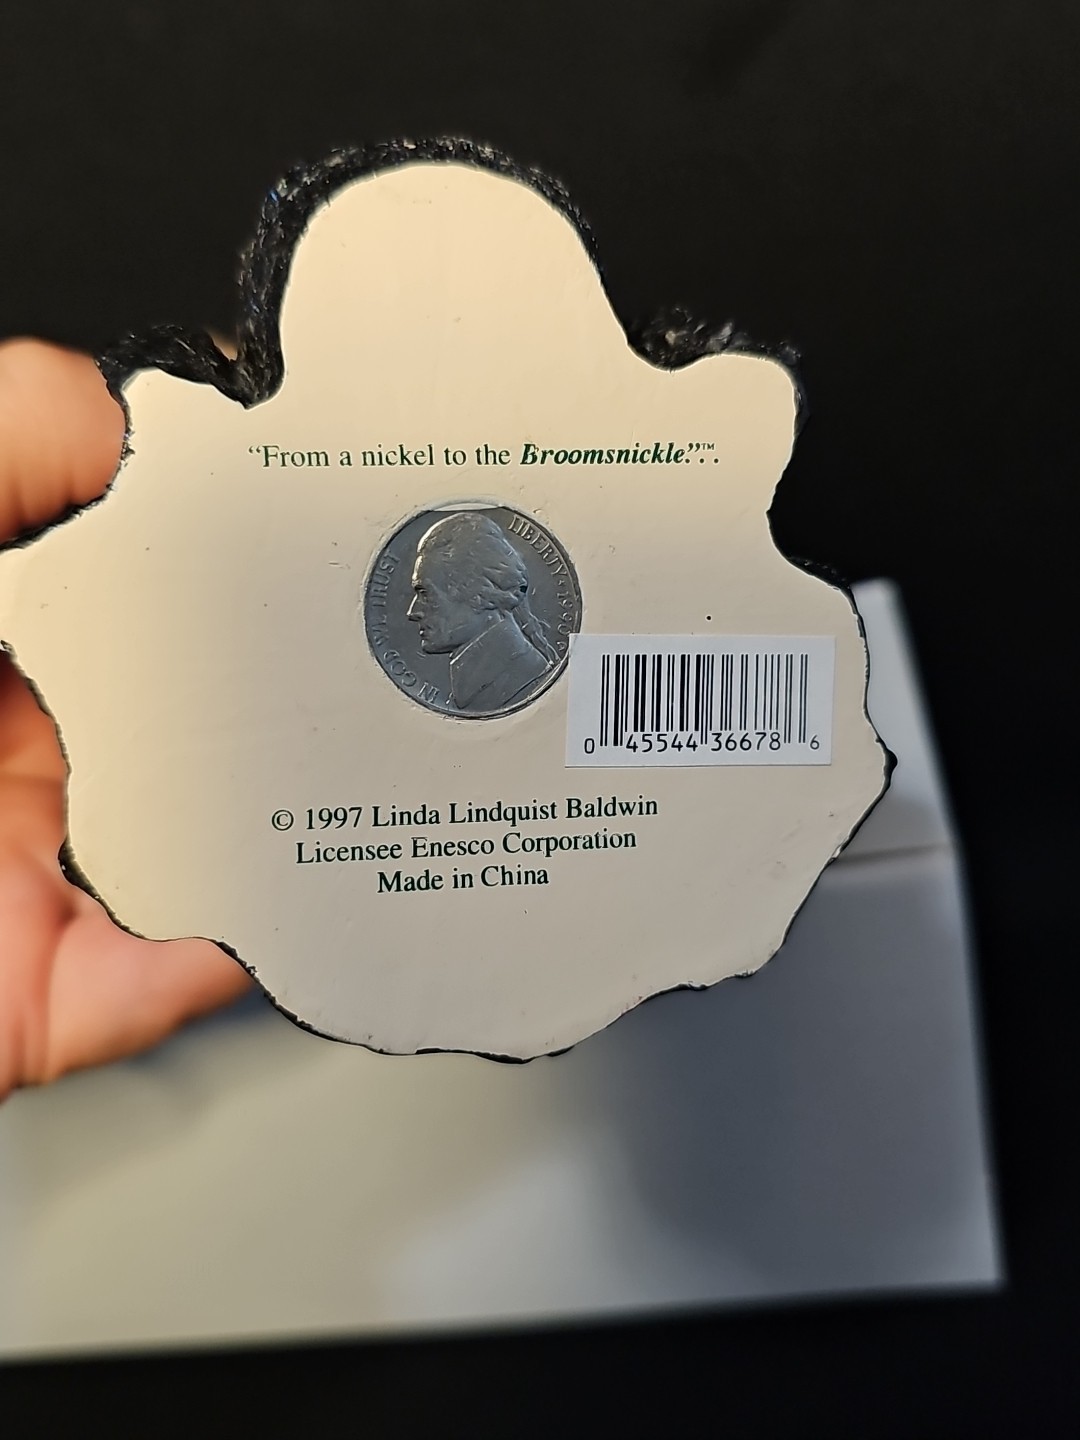 “From a nickel to the Broomsnickle.”™.
IN GOD WE TRUST
LIBERTY • 1990
0 45544 36678 6
© 1997 Linda Lindquist Baldwin
Licensee Enesco Corporation
Made in China